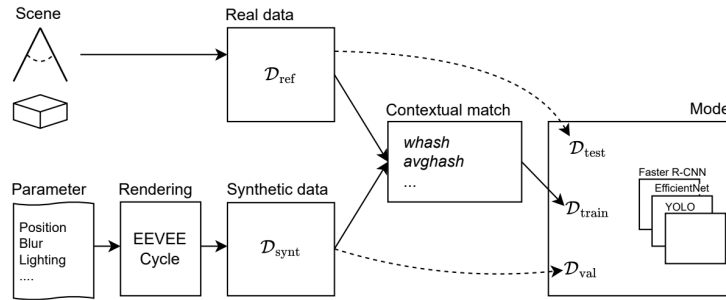 Scene
Real data
D_ref
Contextual match
whash
avghash
...
Parameter
Position
Blur
Lighting
....
Rendering
EEVEE
Cycle
Synthetic data
D_synt
Mode
D_test
D_train
D_val
Faster R-CNN
EfficientNet
YOLO